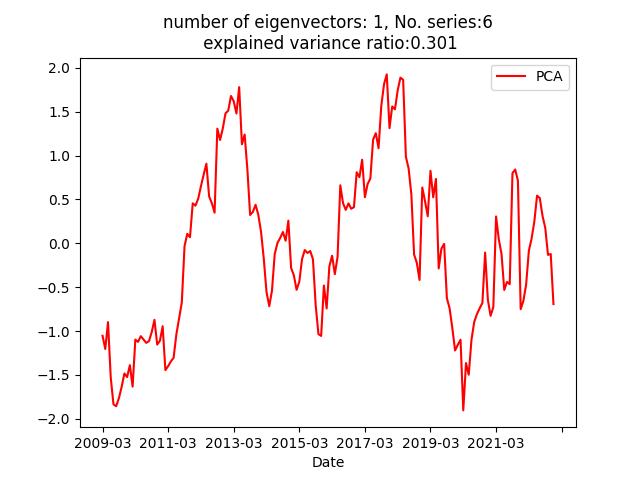 number of eigenvectors: 1, No. series:6
explained variance ratio:0.301
PCA
2.0
1.5
1.0
0.5
0.0
−0.5
−1.0
−1.5
−2.0
2009-03 2011-03 2013-03 2015-03 2017-03 2019-03 2021-03
Date